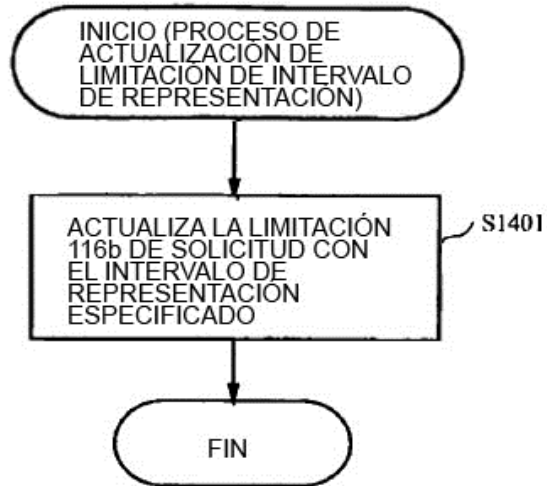 INICIO (PROCESO DE
ACTUALIZACIÓN DE
LIMITACIÓN DE INTERVALO
DE REPRESENTACIÓN)
ACTUALIZA LA LIMITACIÓN
116b DE SOLICITUD CON
EL INTERVALO DE
REPRESENTACIÓN
ESPECIFICADO
S1401
FIN